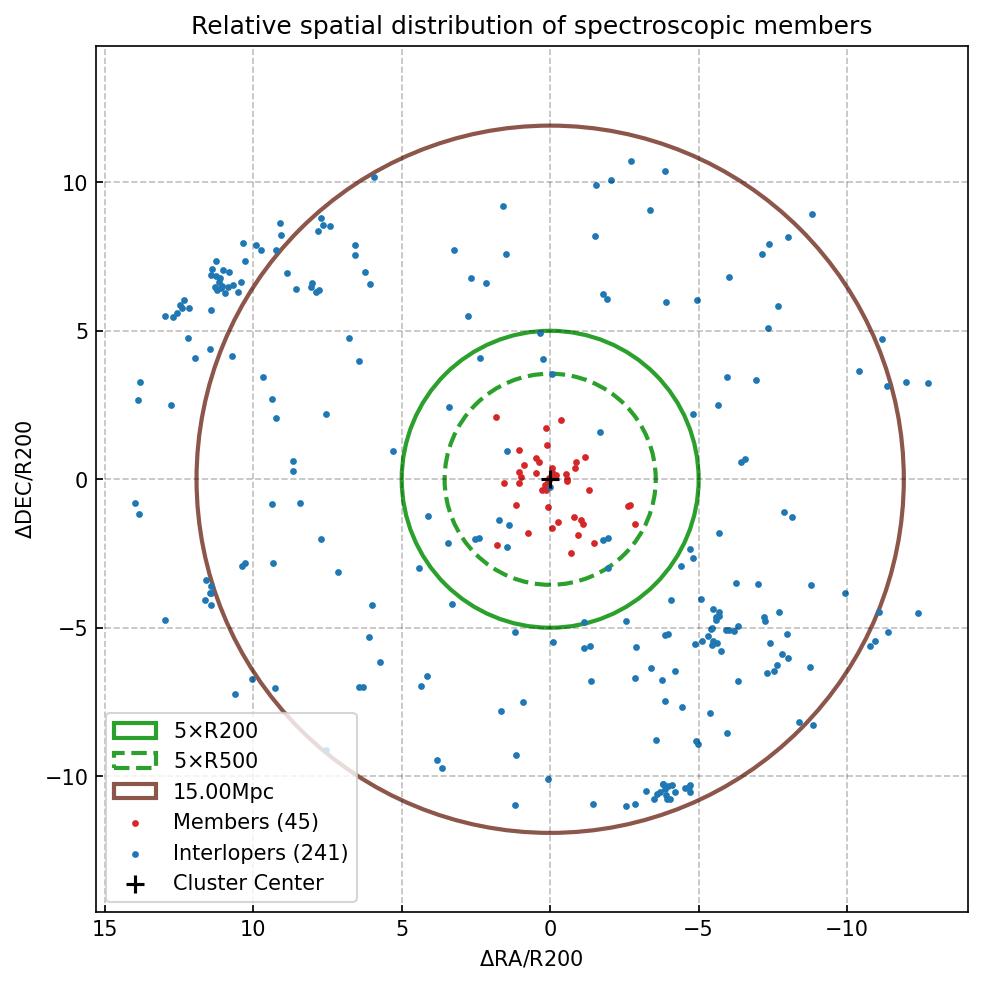 Relative spatial distribution of spectroscopic members
ΔDEC/R200
10
5
0
−5
−10
5×R200
5×R500
15.00Mpc
Members (45)
Interlopers (241)
Cluster Center
15
10
5
0
−5
−10
ΔRA/R200